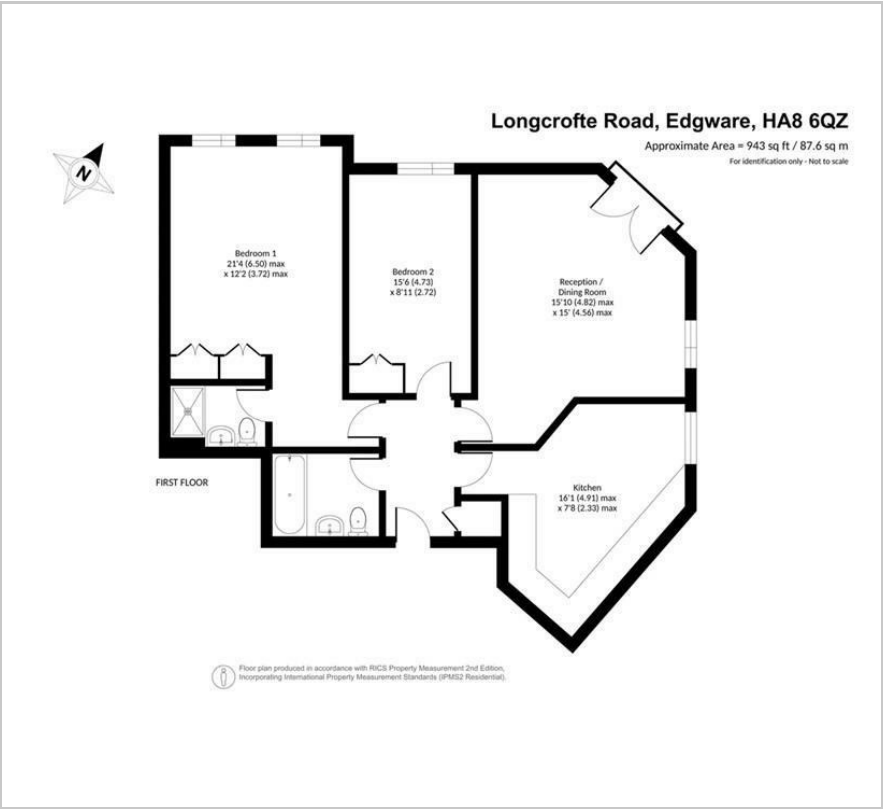 Longcrofte Road, Edgware, HA8 6QZ
Approximate Area = 943 sq ft / 87.6 sq m
For identification only - Not to scale
N
Bedroom 1
21'4 (6.50) max
x 12'2 (3.72) max
Bedroom 2
15'6 (4.73)
x 8'11 (2.72)
Reception /
Dining Room
15'10 (4.82) max
x 15' (4.56) max
FIRST FLOOR
Kitchen
16'1 (4.91) max
x 7'8 (2.33) max
Floor plan produced in accordance with RICS Property Measurement 2nd Edition,
Incorporating International Property Measurement Standards (IPMS2 Residential).